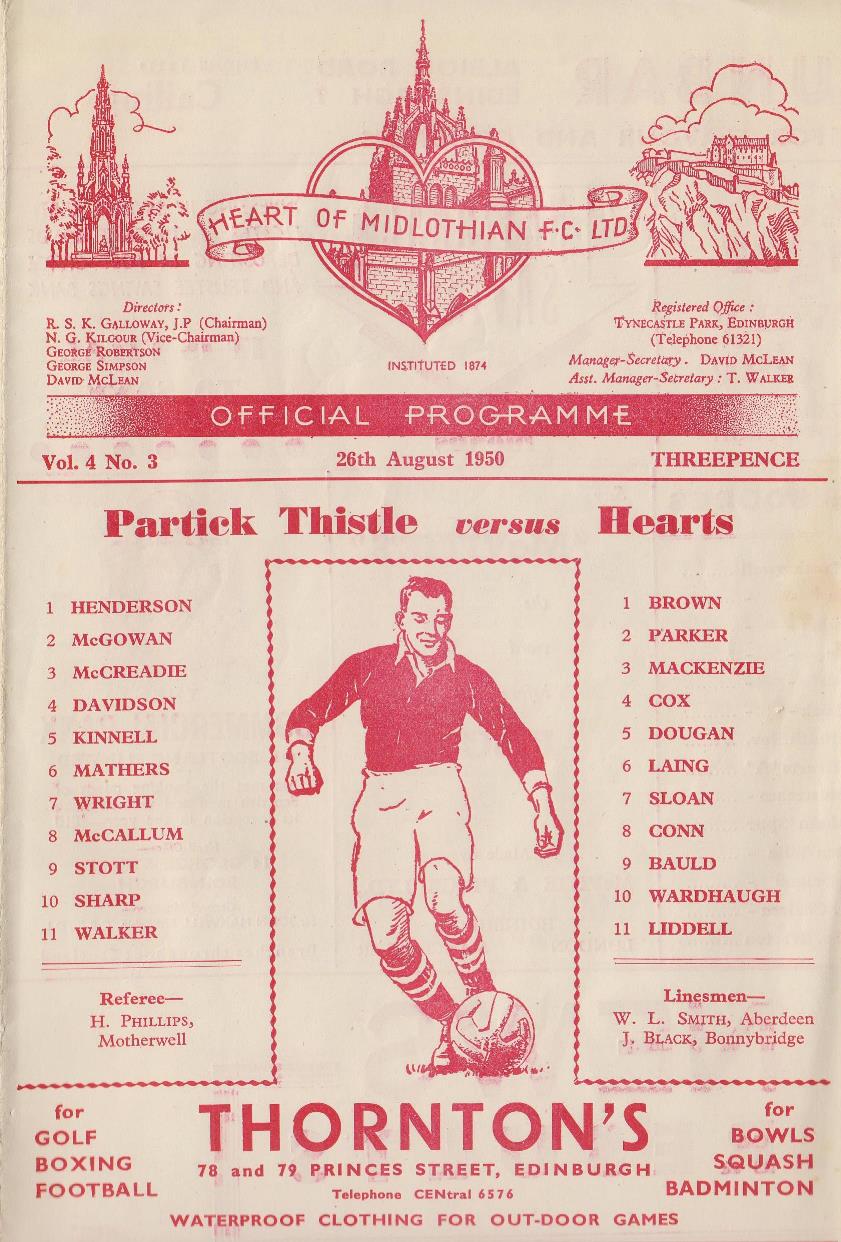 HEART OF MIDLOTHIAN F.C. LTD
Directors:
R. S. K. GALLOWAY, J.P (Chairman)
N. G. KILGOUR (Vice-Chairman)
GEORGE ROBERTSON
GEORGE SIMPSON
DAVID McLEAN
INSTITUTED 1874
Registered Office:
TYNECASTLE PARK, EDINBURGH
(Telephone 61321)
Manager-Secretary. DAVID McLEAN
Asst. Manager-Secretary: T. WALKER
OFFICIAL PROGRAMME
Vol. 4 No. 3 26th August 1950 THREEPENCE
Partick Thistle versus Hearts
1 HENDERSON
2 McGOWAN
3 McCREADIE
4 DAVIDSON
5 KINNELL
6 MATHERS
7 WRIGHT
8 McCALLUM
9 STOTT
10 SHARP
11 WALKER
Referee—
H. PHILLIPS,
Motherwell
1 BROWN
2 PARKER
3 MACKENZIE
4 COX
5 DOUGAN
6 LAING
7 SLOAN
8 CONN
9 BAULD
10 WARDHAUGH
11 LIDDELL
Linesmen—
W. L. SMITH, Aberdeen
J. BLACK, Bonnybridge
for
GOLF
BOXING
FOOTBALL
THORNTON'S
78 and 79 PRINCES STREET, EDINBURGH
Telephone CENtral 6576
for
BOWLS
SQUASH
BADMINTON
WATERPROOF CLOTHING FOR OUT-DOOR GAMES